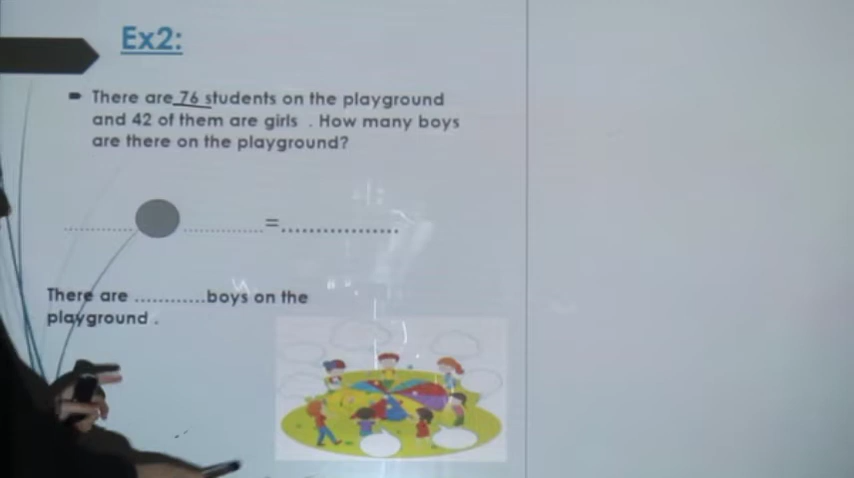 Ex2:
There are 76 students on the playground
and 42 of them are girls . How many boys
are there on the playground?
....................=..................
There are ............boys on the
playground .